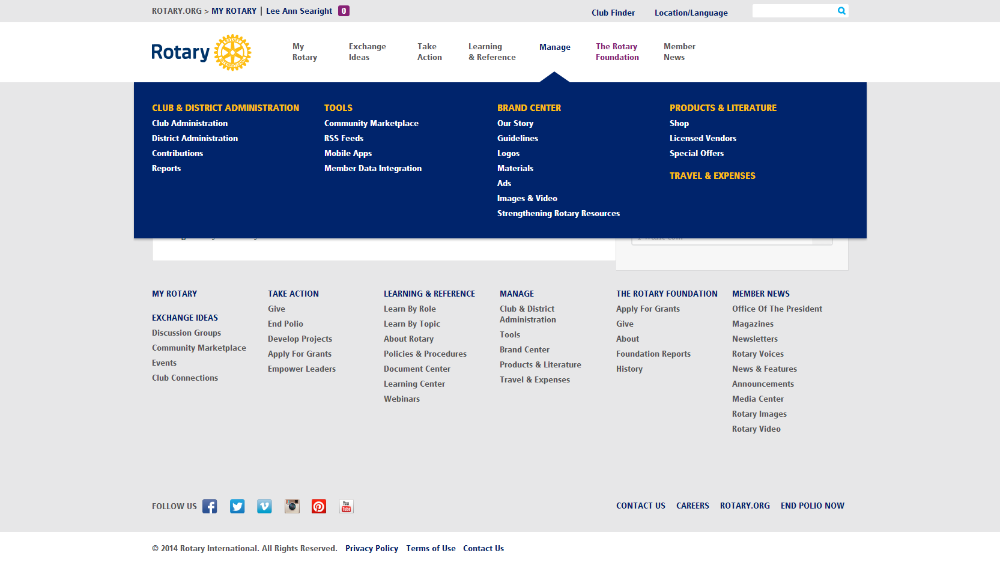 ROTARY.ORG > MY ROTARY | Lee Ann Searight 0
Club Finder
Location/Language
Rotary
My
Rotary
Exchange
Ideas
Take
Action
Learning
& Reference
Manage
The Rotary
Foundation
Member
News
CLUB & DISTRICT ADMINISTRATION
Club Administration
District Administration
Contributions
Reports
TOOLS
Community Marketplace
RSS Feeds
Mobile Apps
Member Data Integration
BRAND CENTER
Our Story
Guidelines
Logos
Materials
Ads
Images & Video
Strengthening Rotary Resources
PRODUCTS & LITERATURE
Shop
Licensed Vendors
Special Offers
TRAVEL & EXPENSES
MY ROTARY
EXCHANGE IDEAS
Discussion Groups
Community Marketplace
Events
Club Connections
TAKE ACTION
Give
End Polio
Develop Projects
Apply For Grants
Empower Leaders
LEARNING & REFERENCE
Learn By Role
Learn By Topic
About Rotary
Policies & Procedures
Document Center
Learning Center
Webinars
MANAGE
Club & District
Administration
Tools
Brand Center
Products & Literature
Travel & Expenses
THE ROTARY FOUNDATION
Apply For Grants
Give
About
Foundation Reports
History
MEMBER NEWS
Office Of The President
Magazines
Newsletters
Rotary Voices
News & Features
Announcements
Media Center
Rotary Images
Rotary Video
FOLLOW US
You
Tube
CONTACT US
CAREERS
ROTARY.ORG
END POLIO NOW
© 2014 Rotary International. All Rights Reserved. Privacy Policy Terms of Use Contact Us